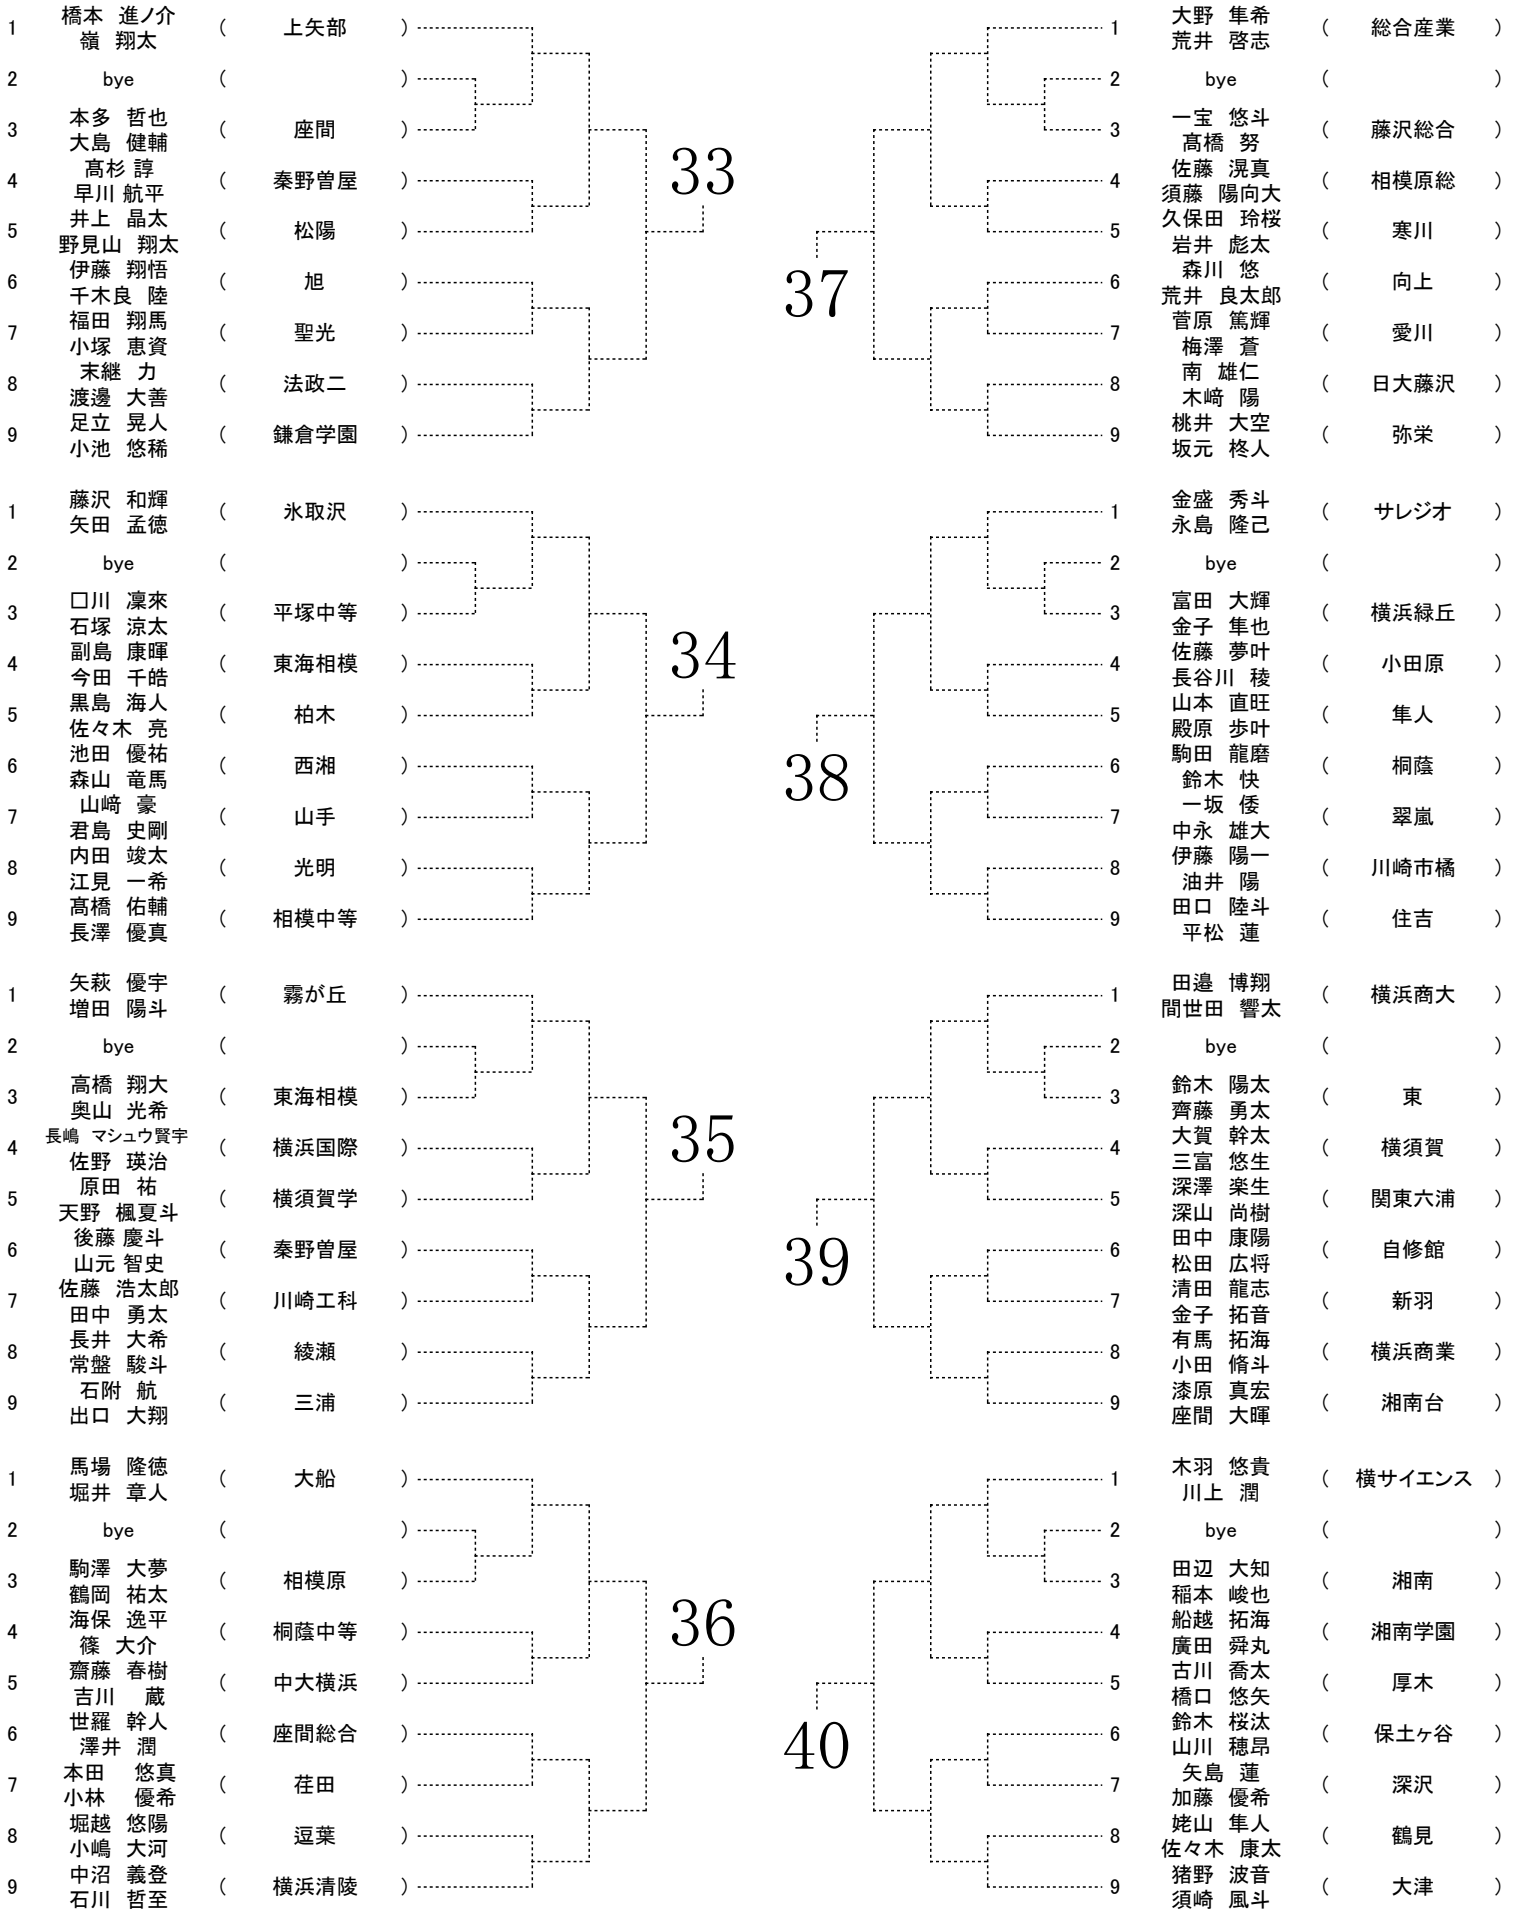 橋本 進ノ介
1 ( 上矢部 )
嶺 翔太
2 bye ( )
本多 哲也
3 ( 座間 )
大島 健輔
髙杉 諄
4 ( 秦野曽屋 )
早川 航平
井上 晶太
5 ( 松陽 )
野見山 翔太
伊藤 翔悟
6 ( 旭 )
千木良 陸
福田 翔馬
7 ( 聖光 )
小塚 恵資
末継 力
8 ( 法政二 )
渡邊 大善
足立 晃人
9 ( 鎌倉学園 )
小池 悠稀
33
藤沢 和輝
1 ( 氷取沢 )
矢田 孟徳
2 bye ( )
口川 凜來
3 ( 平塚中等 )
石塚 涼太
副島 康暉
4 ( 東海相模 )
今田 千皓
黒島 海人
5 ( 柏木 )
佐々木 亮
池田 優祐
6 ( 西湘 )
森山 竜馬
山﨑 豪
7 ( 山手 )
君島 史剛
内田 竣太
8 ( 光明 )
江見 一希
髙橋 佑輔
9 ( 相模中等 )
長澤 優真
34
矢萩 優宇
1 ( 霧が丘 )
増田 陽斗
2 bye ( )
高橋 翔大
3 ( 東海相模 )
奥山 光希
長嶋 マシュウ賢宇
4 ( 横浜国際 )
佐野 瑛治
原田 祐
5 ( 横須賀学 )
天野 楓夏斗
後藤 慶斗
6 ( 秦野曽屋 )
山元 智史
佐藤 浩太郎
7 ( 川崎工科 )
田中 勇太
長井 大希
8 ( 綾瀬 )
常盤 駿斗
石附 航
9 ( 三浦 )
出口 大翔
35
馬場 隆徳
1 ( 大船 )
堀井 章人
2 bye ( )
駒澤 大夢
3 ( 相模原 )
鶴岡 祐太
海保 逸平
4 ( 桐蔭中等 )
篠 大介
齋藤 春樹
5 ( 中大横浜 )
吉川 蔵
世羅 幹人
6 ( 座間総合 )
澤井 潤
本田 悠真
7 ( 荏田 )
小林 優希
堀越 悠陽
8 ( 逗葉 )
小嶋 大河
中沼 義登
9 ( 横浜清陵 )
石川 哲至
36
大野 隼希
1 ( 総合産業 )
荒井 啓志
2 bye ( )
一宝 悠斗
3 ( 藤沢総合 )
髙橋 努
佐藤 滉真
4 ( 相模原総 )
須藤 陽向大
久保田 玲桜
5 ( 寒川 )
岩井 彪太
森川 悠
6 ( 向上 )
荒井 良太郎
菅原 篤輝
7 ( 愛川 )
梅澤 蒼
南 雄仁
8 ( 日大藤沢 )
木﨑 陽
桃井 大空
9 ( 弥栄 )
坂元 柊人
37
金盛 秀斗
1 ( サレジオ )
永島 隆己
2 bye ( )
富田 大輝
3 ( 横浜緑丘 )
金子 隼也
佐藤 夢叶
4 ( 小田原 )
長谷川 稜
山本 直旺
5 ( 隼人 )
殿原 歩叶
駒田 龍磨
6 ( 桐蔭 )
鈴木 快
一坂 倭
7 ( 翠嵐 )
中永 雄大
伊藤 陽一
8 ( 川崎市橘 )
油井 陽
田口 陸斗
9 ( 住吉 )
平松 蓮
38
田邉 博翔
1 ( 横浜商大 )
間世田 響太
2 bye ( )
鈴木 陽太
3 ( 東 )
齊藤 勇太
大賀 幹太
4 ( 横須賀 )
三富 悠生
深澤 楽生
5 ( 関東六浦 )
深山 尚樹
田中 康陽
6 ( 自修館 )
松田 広将
清田 龍志
7 ( 新羽 )
金子 拓音
有馬 拓海
8 ( 横浜商業 )
小田 脩斗
漆原 真宏
9 ( 湘南台 )
座間 大暉
39
木羽 悠貴
1 ( 横サイエンス )
川上 潤
2 bye ( )
田辺 大知
3 ( 湘南 )
稲本 峻也
船越 拓海
4 ( 湘南学園 )
廣田 舜丸
古川 喬太
5 ( 厚木 )
橋口 悠矢
鈴木 桜汰
6 ( 保土ヶ谷 )
山川 穂昂
矢島 蓮
7 ( 深沢 )
加藤 優希
姥山 隼人
8 ( 鶴見 )
佐々木 康太
猪野 波音
9 ( 大津 )
須崎 風斗
40